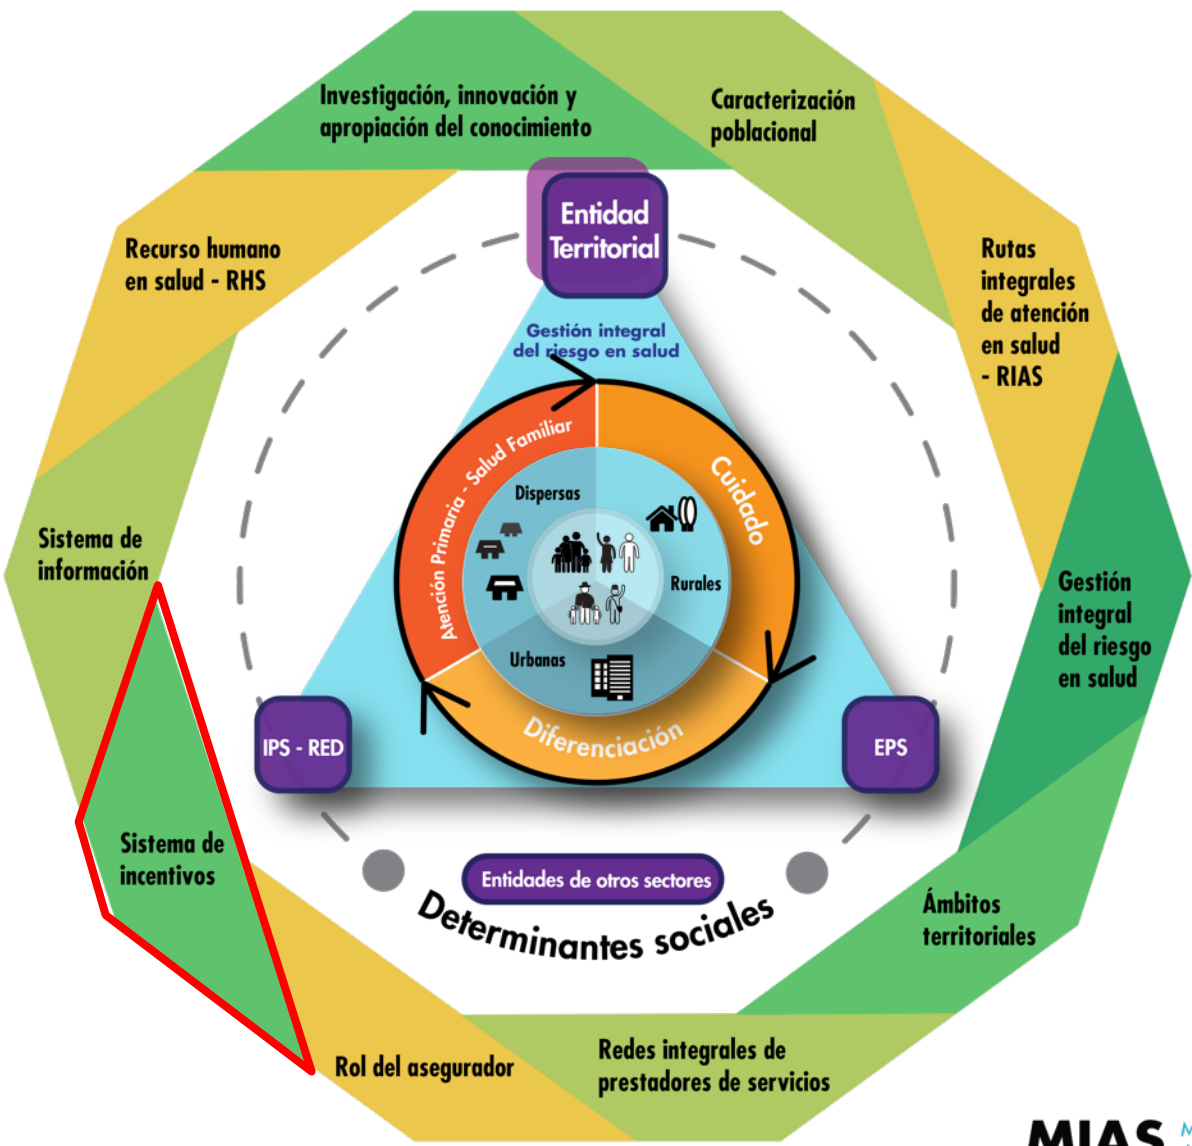 Investigación, innovación y
apropiación del conocimiento
Caracterización
poblacional
Recurso humano
en salud - RHS
Entidad
Territorial
Rutas
integrales
de atención
en salud
- RIAS
Gestión integral
del riesgo en salud
Atención Primaria - Salud Familiar
Cuidado
Diferenciación
Dispersas
Rurales
Urbanas
Sistema de
información
Gestión
integral
del riesgo
en salud
IPS - RED
EPS
Sistema de
incentivos
Entidades de otros sectores
Determinantes sociales
Ámbitos
territoriales
Rol del asegurador
Redes integrales de
prestadores de servicios
MIAS